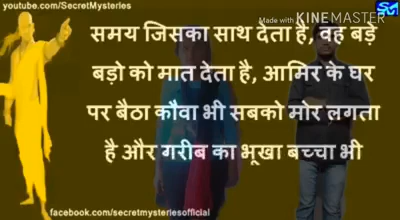 youtube.com/SecretMysteries
Made with KINEMASTER
SM
समय जिसका साथ देता है, वह बड़े
बड़ो को मात देता है, आमिर के घर
पर बैठा कौवा भी सबको मोर लगता
है और गरीब का भूखा बच्चा भी
facebook.com/secretmysteriesofficial